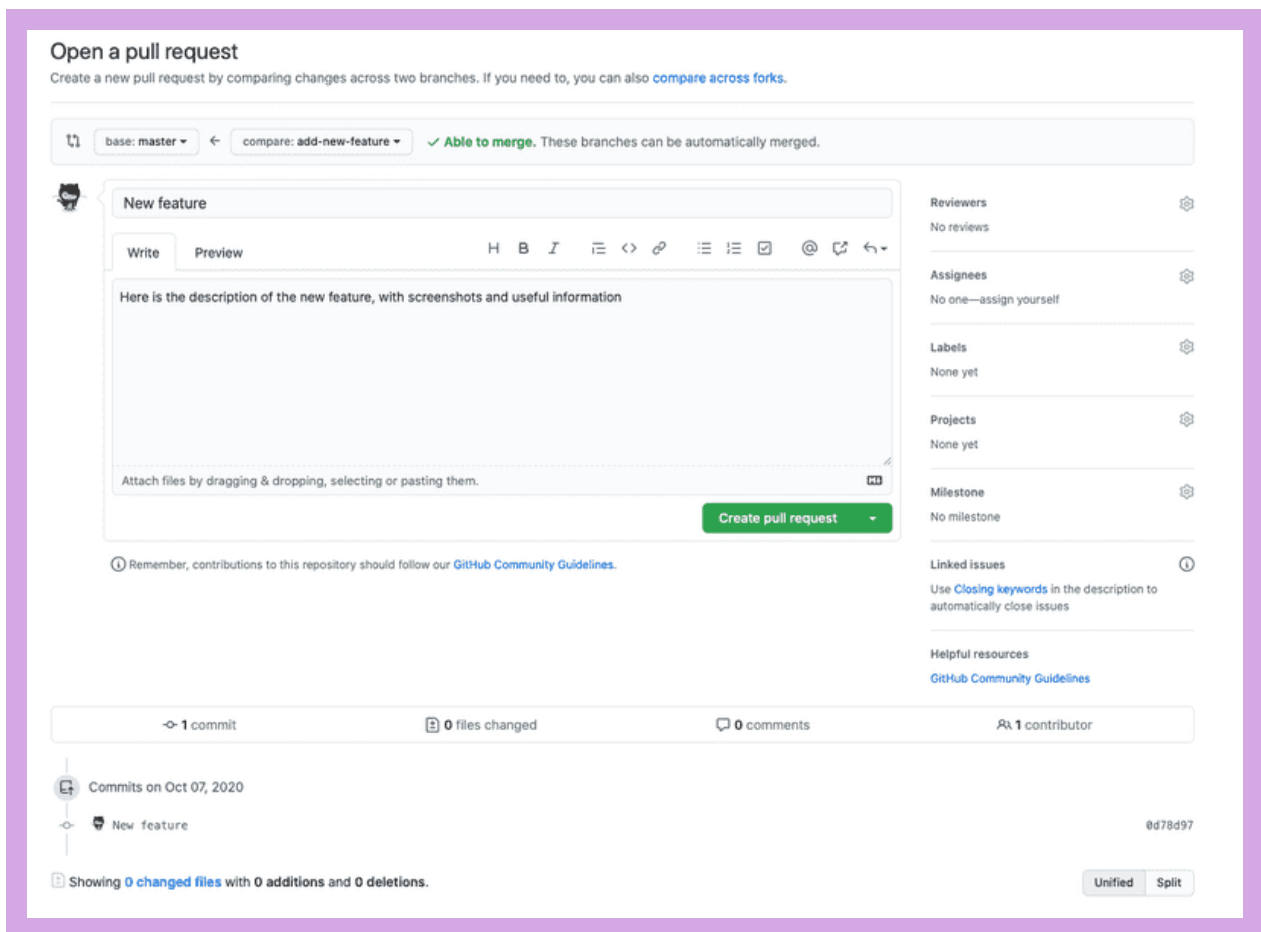 Open a pull request
Create a new pull request by comparing changes across two branches. If you need to, you can also compare across forks.
base: master
compare: add-new-feature
Able to merge. These branches can be automatically merged.
New feature
Write
Preview
H B I
Here is the description of the new feature, with screenshots and useful information
Attach files by dragging & dropping, selecting or pasting them.
Create pull request
Remember, contributions to this repository should follow our GitHub Community Guidelines.
Reviewers
No reviews
Assignees
No one—assign yourself
Labels
None yet
Projects
None yet
Milestone
No milestone
Linked issues
Use Closing keywords in the description to
automatically close issues
Helpful resources
GitHub Community Guidelines
1 commit
0 files changed
0 comments
1 contributor
Commits on Oct 07, 2020
New feature
0d78d97
Showing 0 changed files with 0 additions and 0 deletions.
Unified
Split